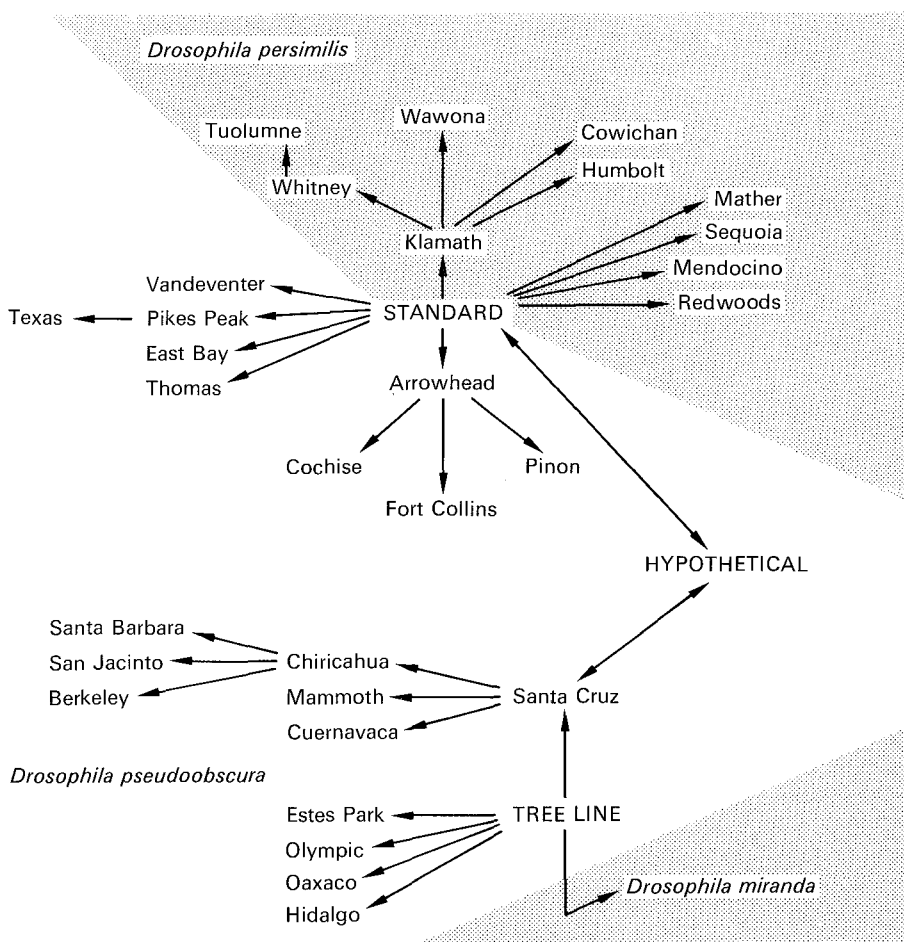 Drosophila persimilis
Wawona
Tuolumne
Cowichan
Humbolt
Whitney
Mather
Klamath
Sequoia
Mendocino
Vandeventer
Redwoods
Texas
Pikes Peak
STANDARD
East Bay
Thomas
Arrowhead
Cochise
Pinon
Fort Collins
HYPOTHETICAL
Santa Barbara
San Jacinto
Chiricahua
Berkeley
Mammoth
Santa Cruz
Cuernavaca
Drosophila pseudoobscura
Estes Park
TREE LINE
Olympic
Oaxaco
Drosophila miranda
Hidalgo